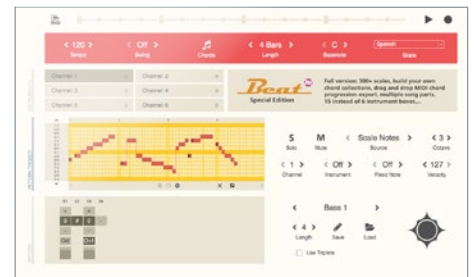 < 120 > < Off > < 4 Bars > < C > Spanish
Tempo Swing Chords Length Basenote Scale
Channel 1 Channel 2
Channel 3 Channel 4
Channel 5 Channel 6
Beat
Special Edition
Full version: 300+ scales, build your own
chord collections, drag and drop MIDI chord
progression export, multiple song parts,
15 instead of 6 instrument boxes...
S M < Scale Notes > < 3 >
Solo Mute Source Octave
< 1 > < Off > < Off > < 127 >
Channel Instrument Fixed Note Velocity
< Bass 1 >
< 4 >
Length Save Load
Use Triplets